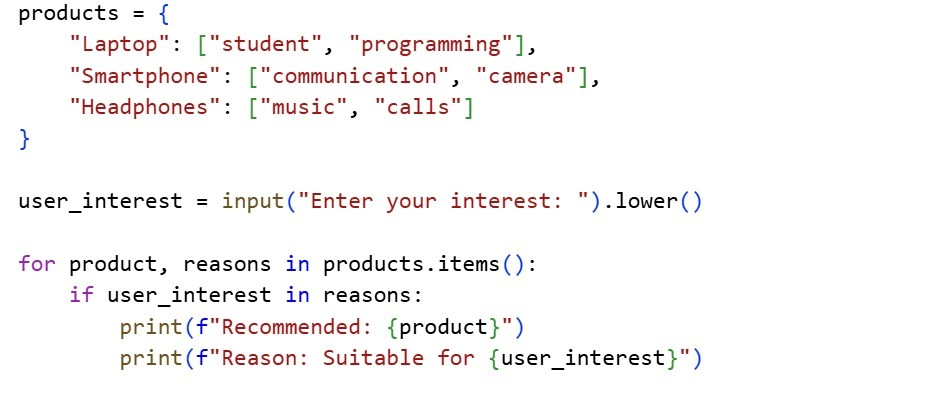 products = {
    "Laptop": ["student", "programming"],
    "Smartphone": ["communication", "camera"],
    "Headphones": ["music", "calls"]
}

user_interest = input("Enter your interest: ").lower()

for product, reasons in products.items():
    if user_interest in reasons:
        print(f"Recommended: {product}")
        print(f"Reason: Suitable for {user_interest}")